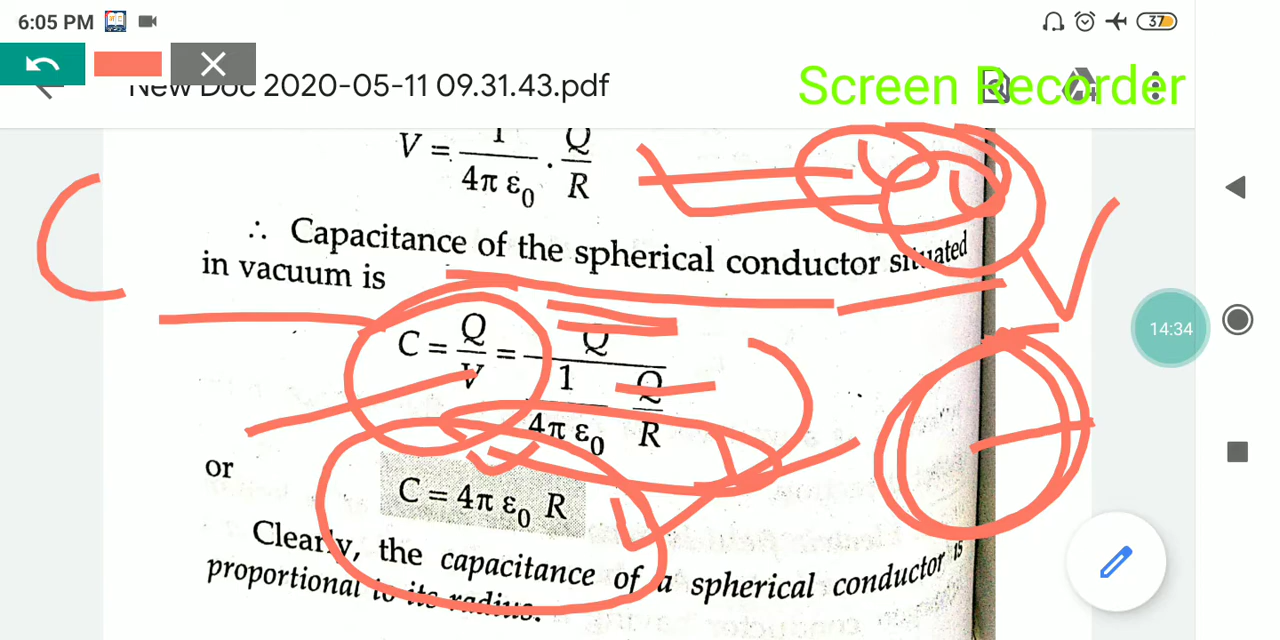 6:05 PM
37
New Doc 2020-05-11 09.31.43.pdf
Screen Recorder
V = 1/4π ε₀ · Q/R
∴ Capacitance of the spherical conductor situated
in vacuum is
C = Q/V = Q / (1/4π ε₀ Q/R)
14:34
or
C = 4π ε₀ R
Clearly, the capacitance of a spherical conductor is
proportional to its radius.